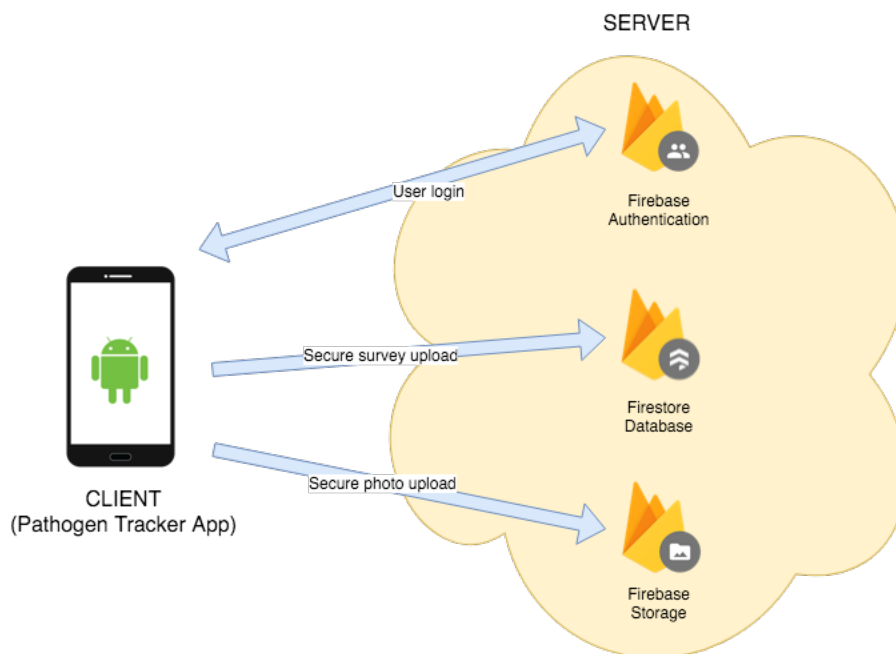 SERVER
User login
Firebase
Authentication
Secure survey upload
Firestore
Database
Secure photo upload
CLIENT
(Pathogen Tracker App)
Firebase
Storage